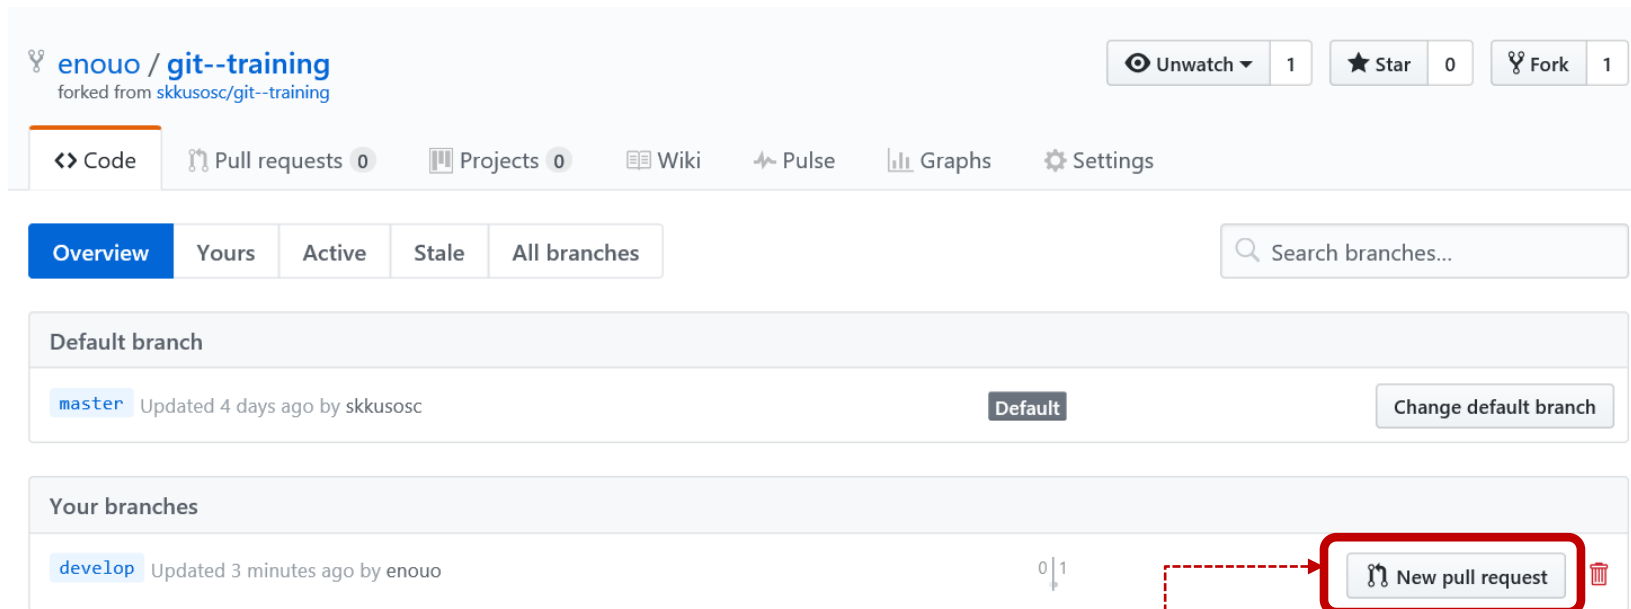 enouo / git--training
Unwatch 1 Star 0 Fork 1
forked from skkusosc/git--training
<> Code Pull requests 0 Projects 0 Wiki Pulse Graphs Settings
Overview Yours Active Stale All branches Search branches...
Default branch
master Updated 4 days ago by skkusosc Default Change default branch
Your branches
develop Updated 3 minutes ago by enouo 0 1 New pull request